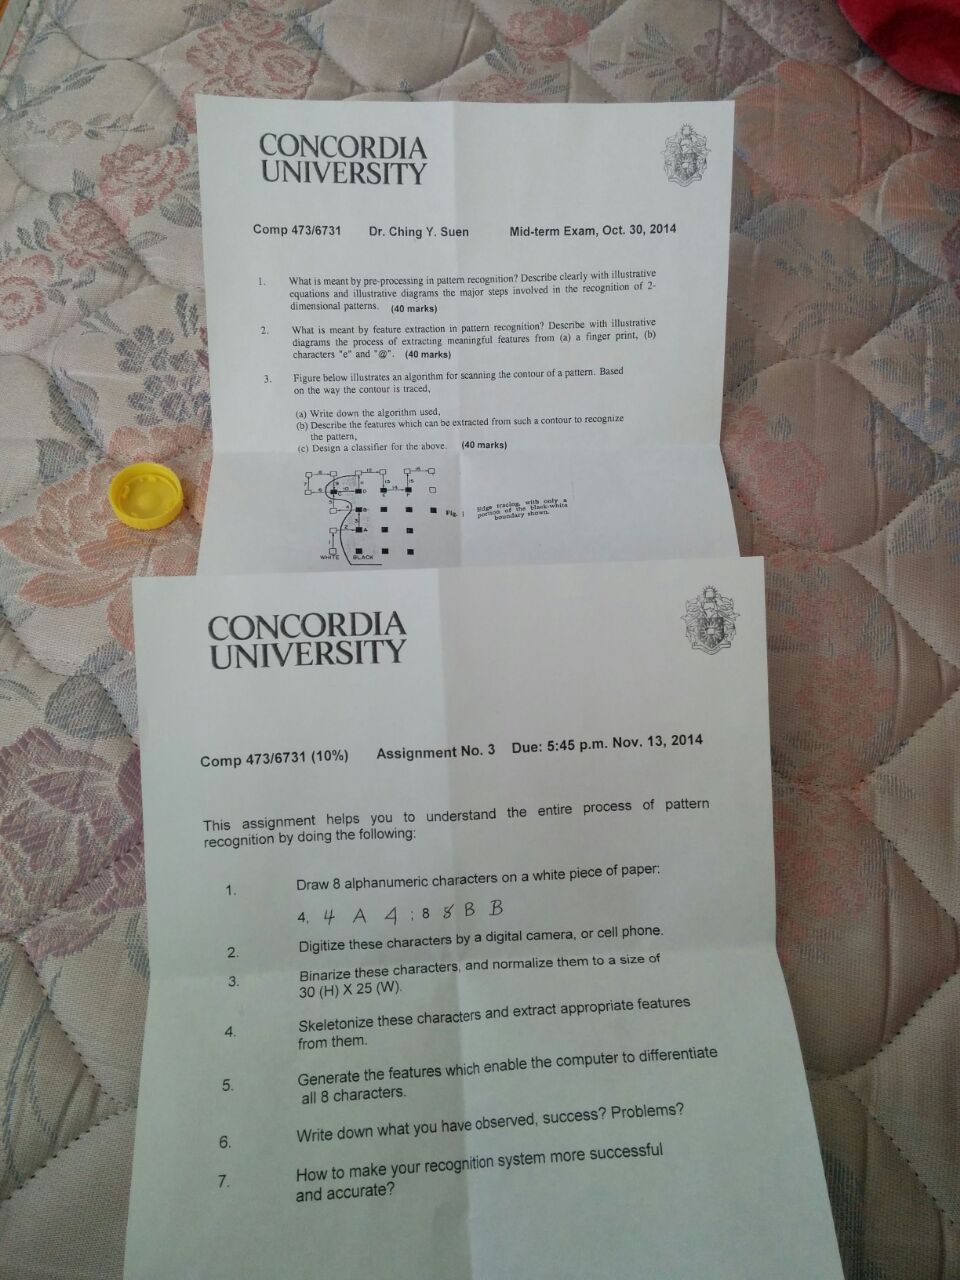 CONCORDIA
UNIVERSITY
Comp 473/6731 Dr. Ching Y. Suen Mid-term Exam, Oct. 30, 2014
1. What is meant by pre-processing in pattern recognition? Describe clearly with illustrative
equations and illustrative diagrams the major steps involved in the recognition of 2-
dimensional patterns. (40 marks)
2. What is meant by feature extraction in pattern recognition? Describe with illustrative
diagrams the process of extracting meaningful features from (a) a finger print, (b)
characters "e" and "@". (40 marks)
3. Figure below illustrates an algorithm for scanning the contour of a pattern. Based
on the way the contour is traced,
(a) Write down the algorithm used,
(b) Describe the features which can be extracted from such a contour to recognize
the pattern,
(c) Design a classifier for the above. (40 marks)
Fig. 1 Edge tracing, with only a
portion of the black-white
boundary shown.
WHITE BLACK
CONCORDIA
UNIVERSITY
Comp 473/6731 (10%) Assignment No. 3 Due: 5:45 p.m. Nov. 13, 2014
This assignment helps you to understand the entire process of pattern
recognition by doing the following:
1. Draw 8 alphanumeric characters on a white piece of paper:
4, 4 A 4 ; 8 8 B B
2. Digitize these characters by a digital camera, or cell phone.
3. Binarize these characters, and normalize them to a size of
30 (H) X 25 (W).
4. Skeletonize these characters and extract appropriate features
from them.
5. Generate the features which enable the computer to differentiate
all 8 characters.
6. Write down what you have observed, success? Problems?
7. How to make your recognition system more successful
and accurate?